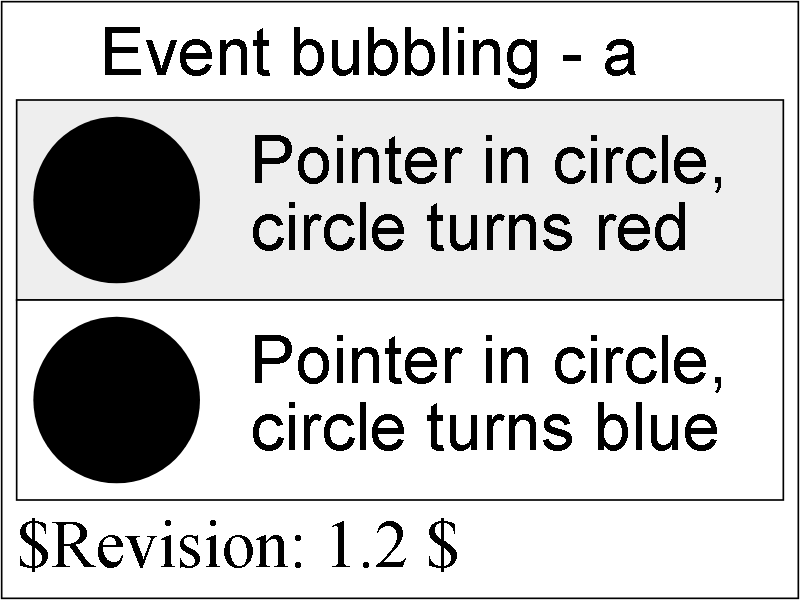 Event bubbling - a
Pointer in circle,
circle turns red
Pointer in circle,
circle turns blue
$Revision: 1.2 $